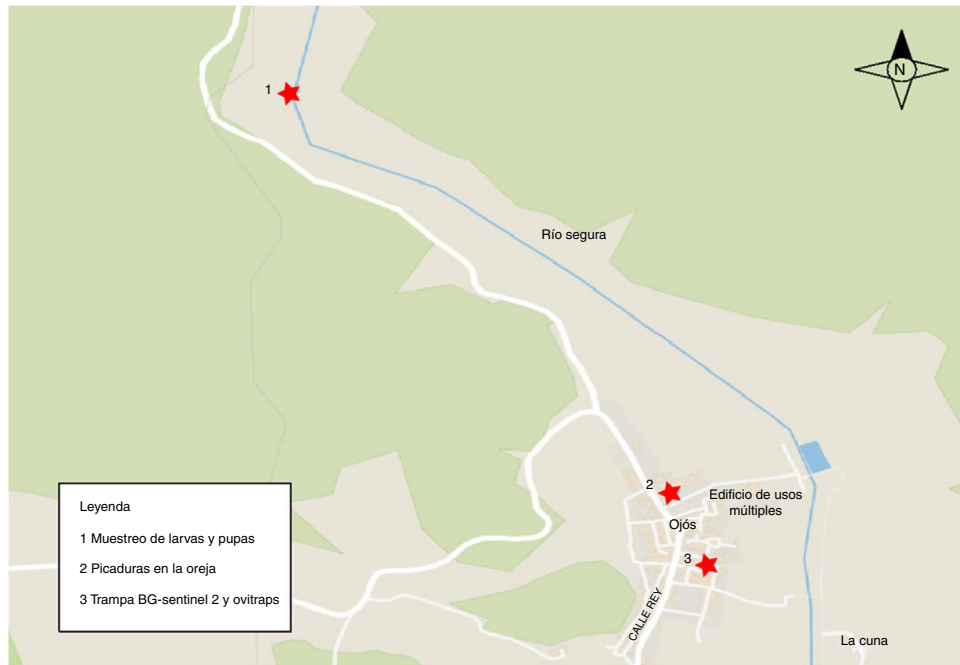 N
1
Río segura
2
Edificio de usos
múltiples
Ojós
3
CALLE REY
La cuna
Leyenda
1 Muestreo de larvas y pupas
2 Picaduras en la oreja
3 Trampa BG-sentinel 2 y ovitraps